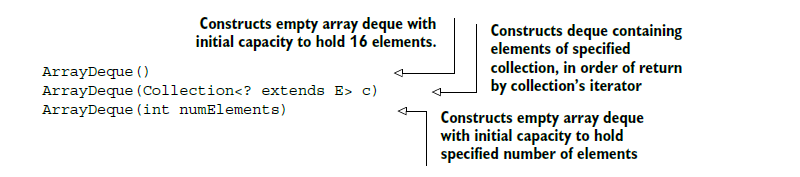 Constructs empty array deque with
initial capacity to hold 16 elements.
Constructs deque containing
elements of specified
collection, in order of return
by collection's iterator
ArrayDeque()
ArrayDeque(Collection<? extends E> c)
ArrayDeque(int numElements)
Constructs empty array deque
with initial capacity to hold
specified number of elements